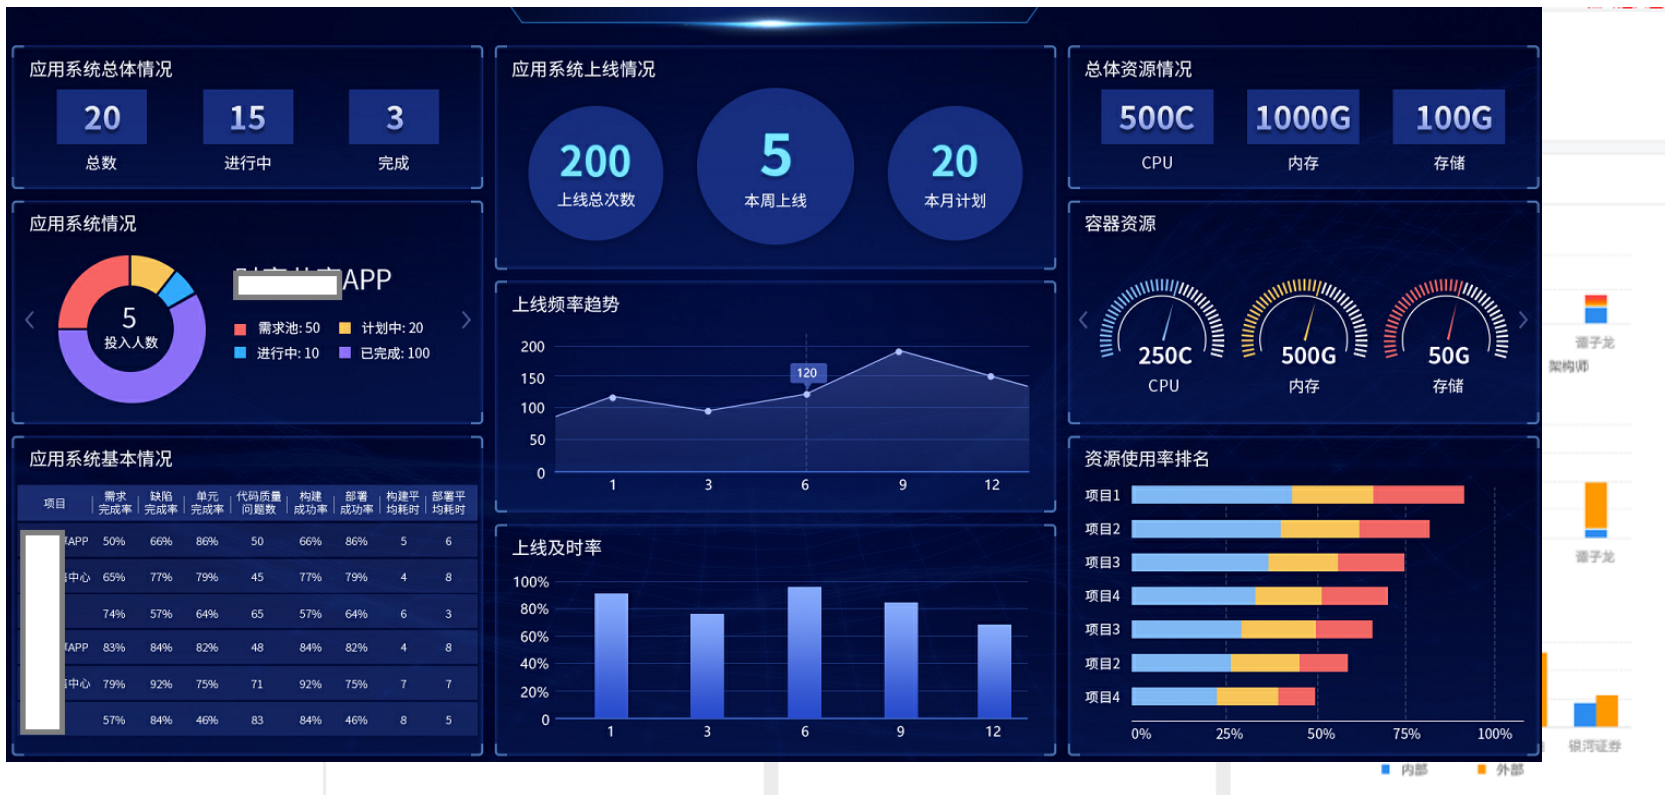 应用系统总体情况
20
15
3
总数
进行中
完成
应用系统情况
APP
5
投入人数
需求池: 50
计划中: 20
进行中: 10
已完成: 100
应用系统基本情况
项目 需求完成率 缺陷完成率 单元完成率 代码质量问题数 构建成功率 部署成功率 构建平均耗时 部署平均耗时
APP 50% 66% 86% 50 66% 86% 5 6
中心 65% 77% 79% 45 77% 79% 4 8
74% 57% 64% 65 57% 64% 6 3
APP 83% 84% 82% 48 84% 82% 4 8
中心 79% 92% 75% 71 92% 75% 7 7
57% 84% 46% 83 84% 46% 8 5
应用系统上线情况
200
上线总次数
5
本周上线
20
本月计划
上线频率趋势
200
150
100
50
0
120
1 3 6 9 12
上线及时率
100%
80%
60%
40%
20%
0
1 3 6 9 12
总体资源情况
500C
1000G
100G
CPU
内存
存储
容器资源
250C
500G
50G
CPU
内存
存储
资源使用率排名
项目1
项目2
项目3
项目4
项目3
项目2
项目4
0% 25% 50% 75% 100%
谭子龙
架构师
谭子龙
银河证券
内部
外部